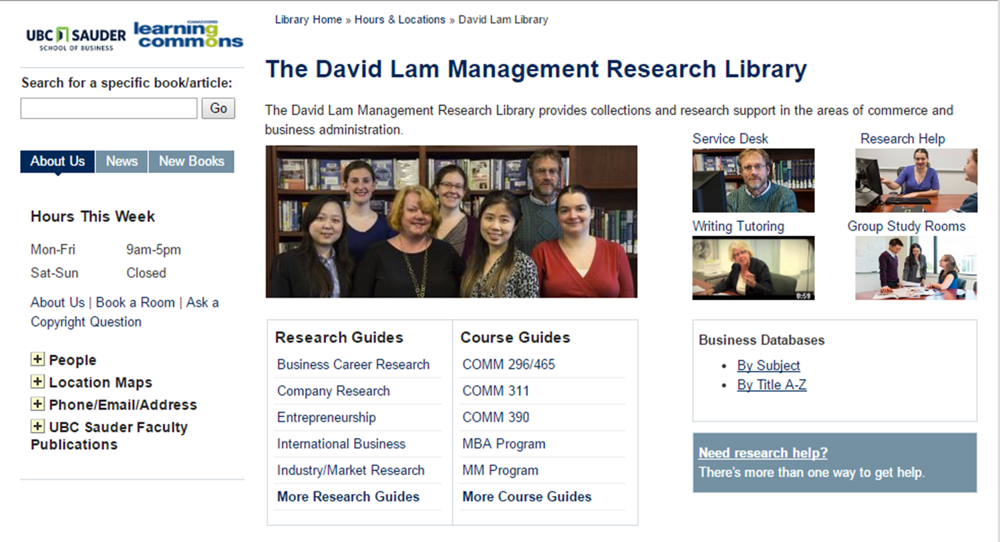 UBC SAUDER
SCHOOL OF BUSINESS
CANACCORD
learning
commons
Search for a specific book/article:
Go
About Us
News
New Books
Hours This Week
Mon-Fri 9am-5pm
Sat-Sun Closed
About Us | Book a Room | Ask a
Copyright Question
People
Location Maps
Phone/Email/Address
UBC Sauder Faculty
Publications
Library Home » Hours & Locations » David Lam Library
The David Lam Management Research Library
The David Lam Management Research Library provides collections and research support in the areas of commerce and
business administration.
Service Desk
Research Help
Writing Tutoring
Group Study Rooms
0:59
Research Guides
Business Career Research
Company Research
Entrepreneurship
International Business
Industry/Market Research
More Research Guides
Course Guides
COMM 296/465
COMM 311
COMM 390
MBA Program
MM Program
More Course Guides
Business Databases
By Subject
By Title A-Z
Need research help?
There's more than one way to get help.